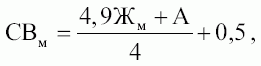 СВм = (4,9Жм + А) / 4 + 0,5 ,